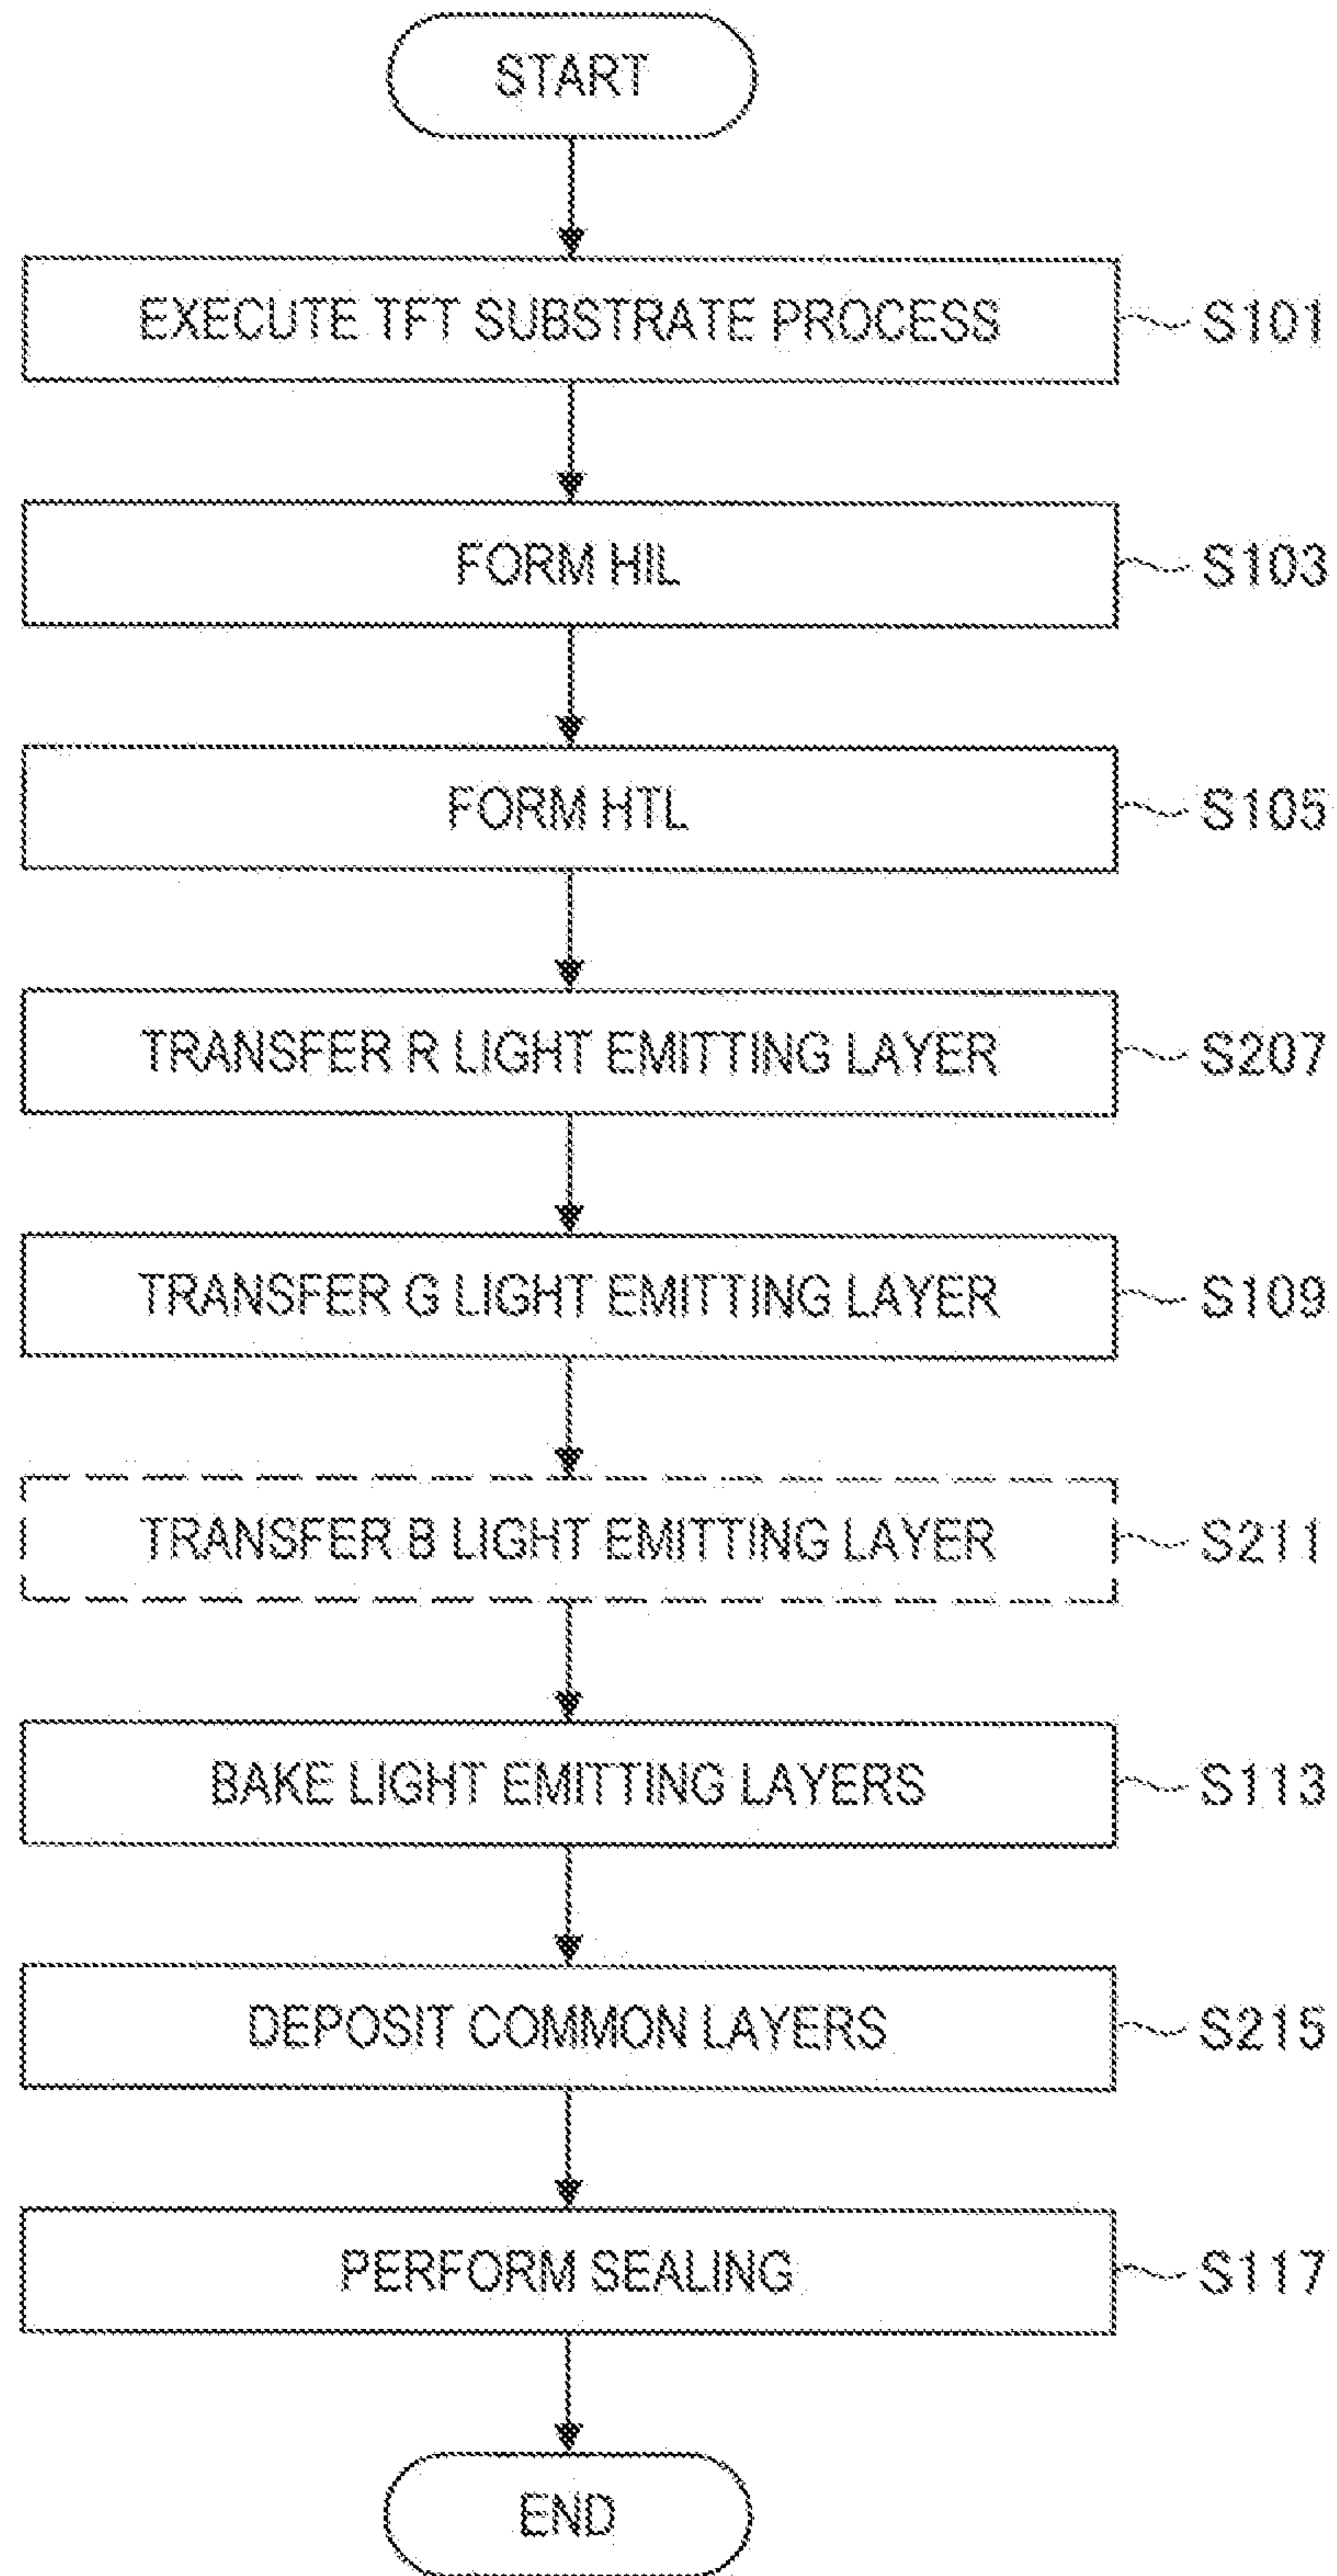 START
EXECUTE TFT SUBSTRATE PROCESS
S101
FORM HIL
S103
FORM HTL
S105
TRANSFER R LIGHT EMITTING LAYER
S207
TRANSFER G LIGHT EMITTING LAYER
S109
TRANSFER B LIGHT EMITTING LAYER
S211
BAKE LIGHT EMITTING LAYERS
S113
DEPOSIT COMMON LAYERS
S215
PERFORM SEALING
S117
END